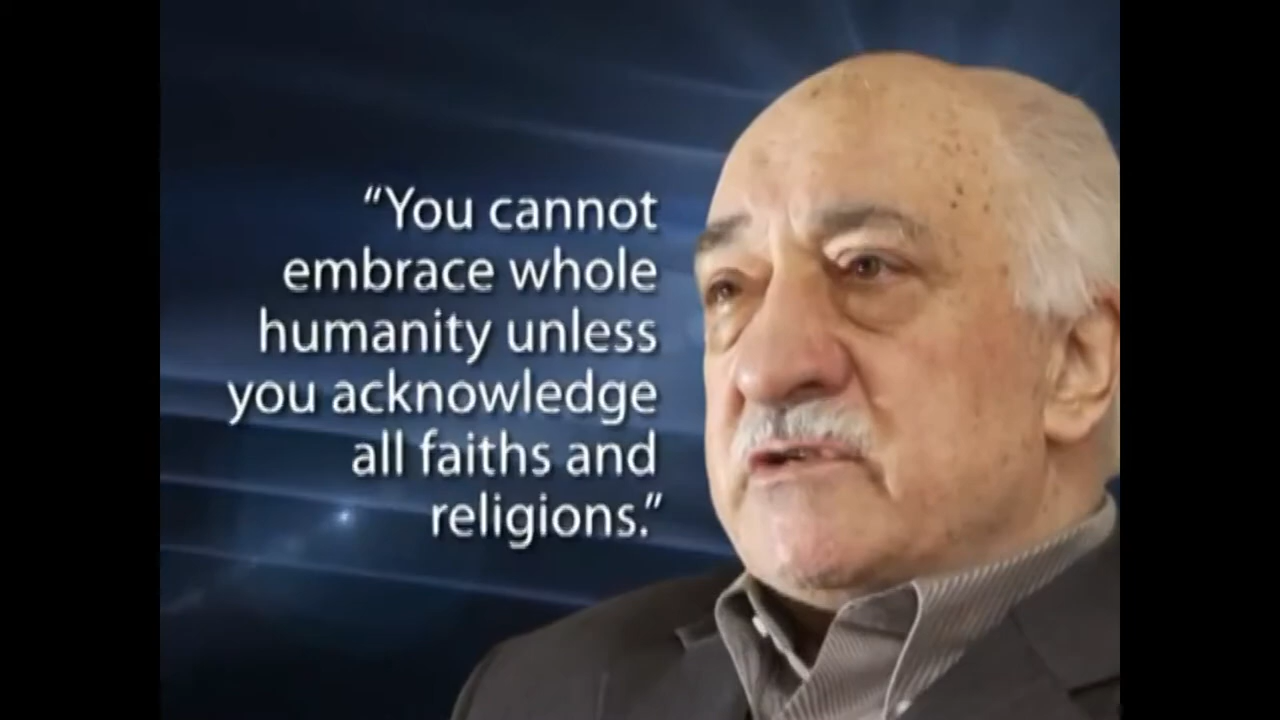 “You cannot
embrace whole
humanity unless
you acknowledge
all faiths and
religions.”